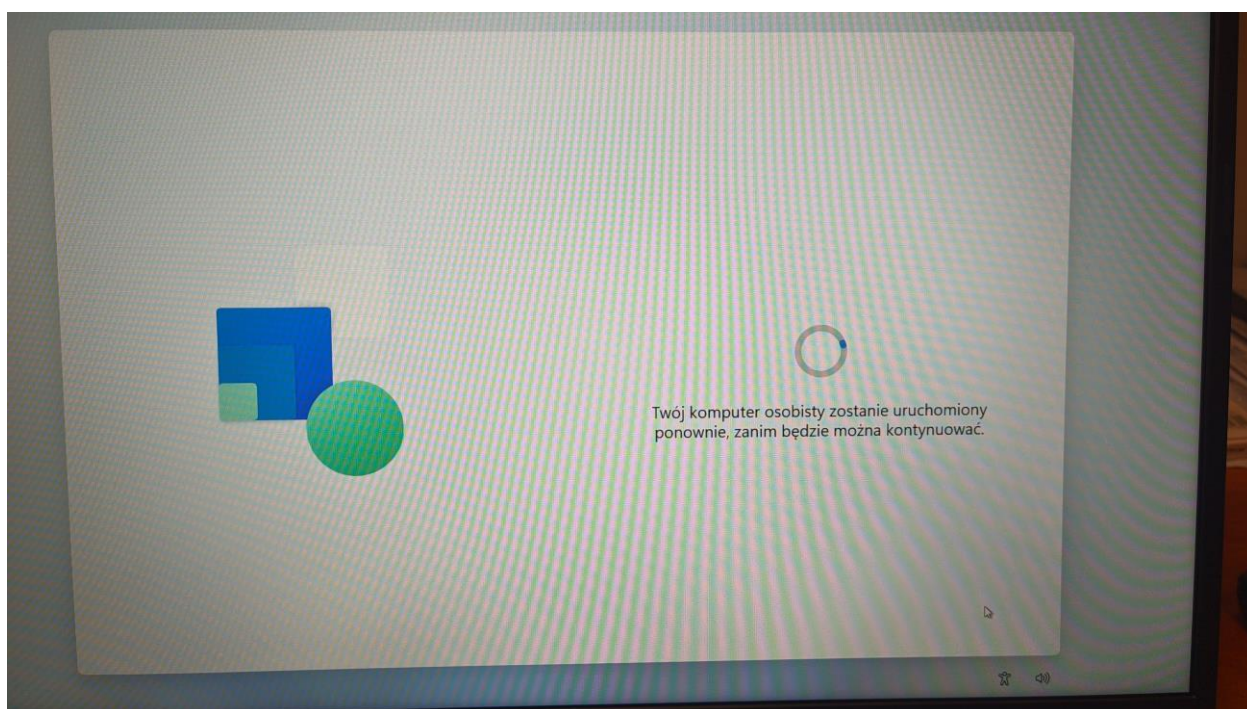 Twój komputer osobisty zostanie uruchomiony
ponownie, zanim będzie można kontynuować.